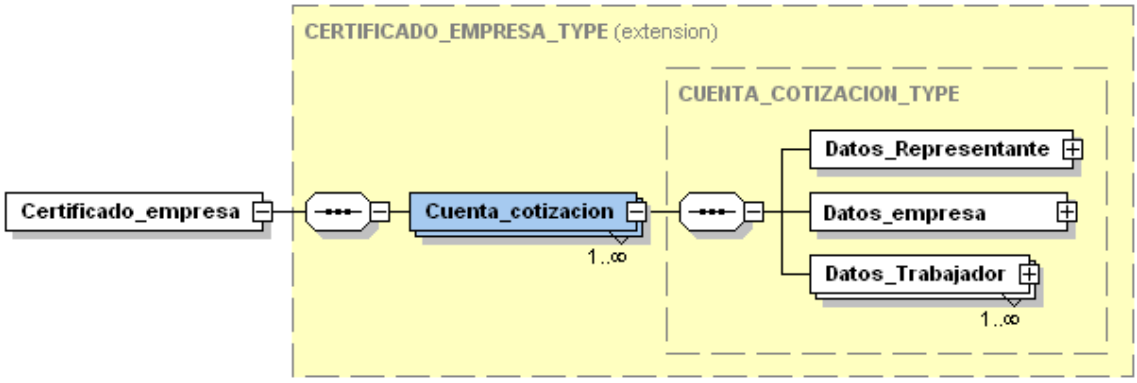 CERTIFICADO_EMPRESA_TYPE (extension)
CUENTA_COTIZACION_TYPE
Datos_Representante
Certificado_empresa
Cuenta_cotizacion
Datos_empresa
1..∞
Datos_Trabajador
1..∞